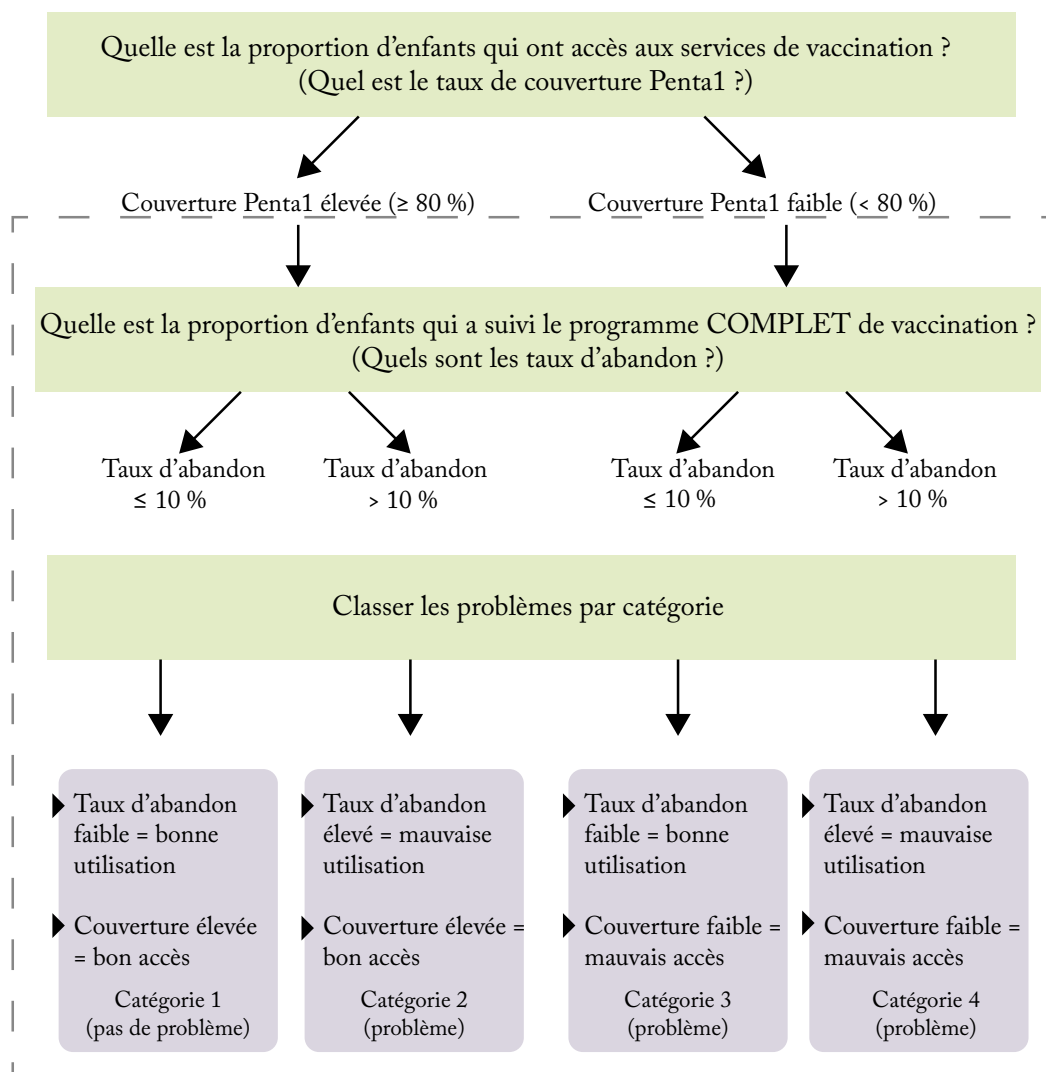 Quelle est la proportion d'enfants qui ont accès aux services de vaccination ?
(Quel est le taux de couverture Penta1 ?)
Couverture Penta1 élevée (≥ 80 %)
Couverture Penta1 faible (< 80 %)
Quelle est la proportion d'enfants qui a suivi le programme COMPLET de vaccination ?
(Quels sont les taux d'abandon ?)
Taux d'abandon
≤ 10 %
Taux d'abandon
> 10 %
Taux d'abandon
≤ 10 %
Taux d'abandon
> 10 %
Classer les problèmes par catégorie
Taux d'abandon
faible = bonne
utilisation
Couverture élevée
= bon accès
Catégorie 1
(pas de problème)
Taux d'abandon
élevé = mauvaise
utilisation
Couverture élevée =
bon accès
Catégorie 2
(problème)
Taux d'abandon
faible = bonne
utilisation
Couverture faible =
mauvais accès
Catégorie 3
(problème)
Taux d'abandon
élevé = mauvaise
utilisation
Couverture faible =
mauvais accès
Catégorie 4
(problème)